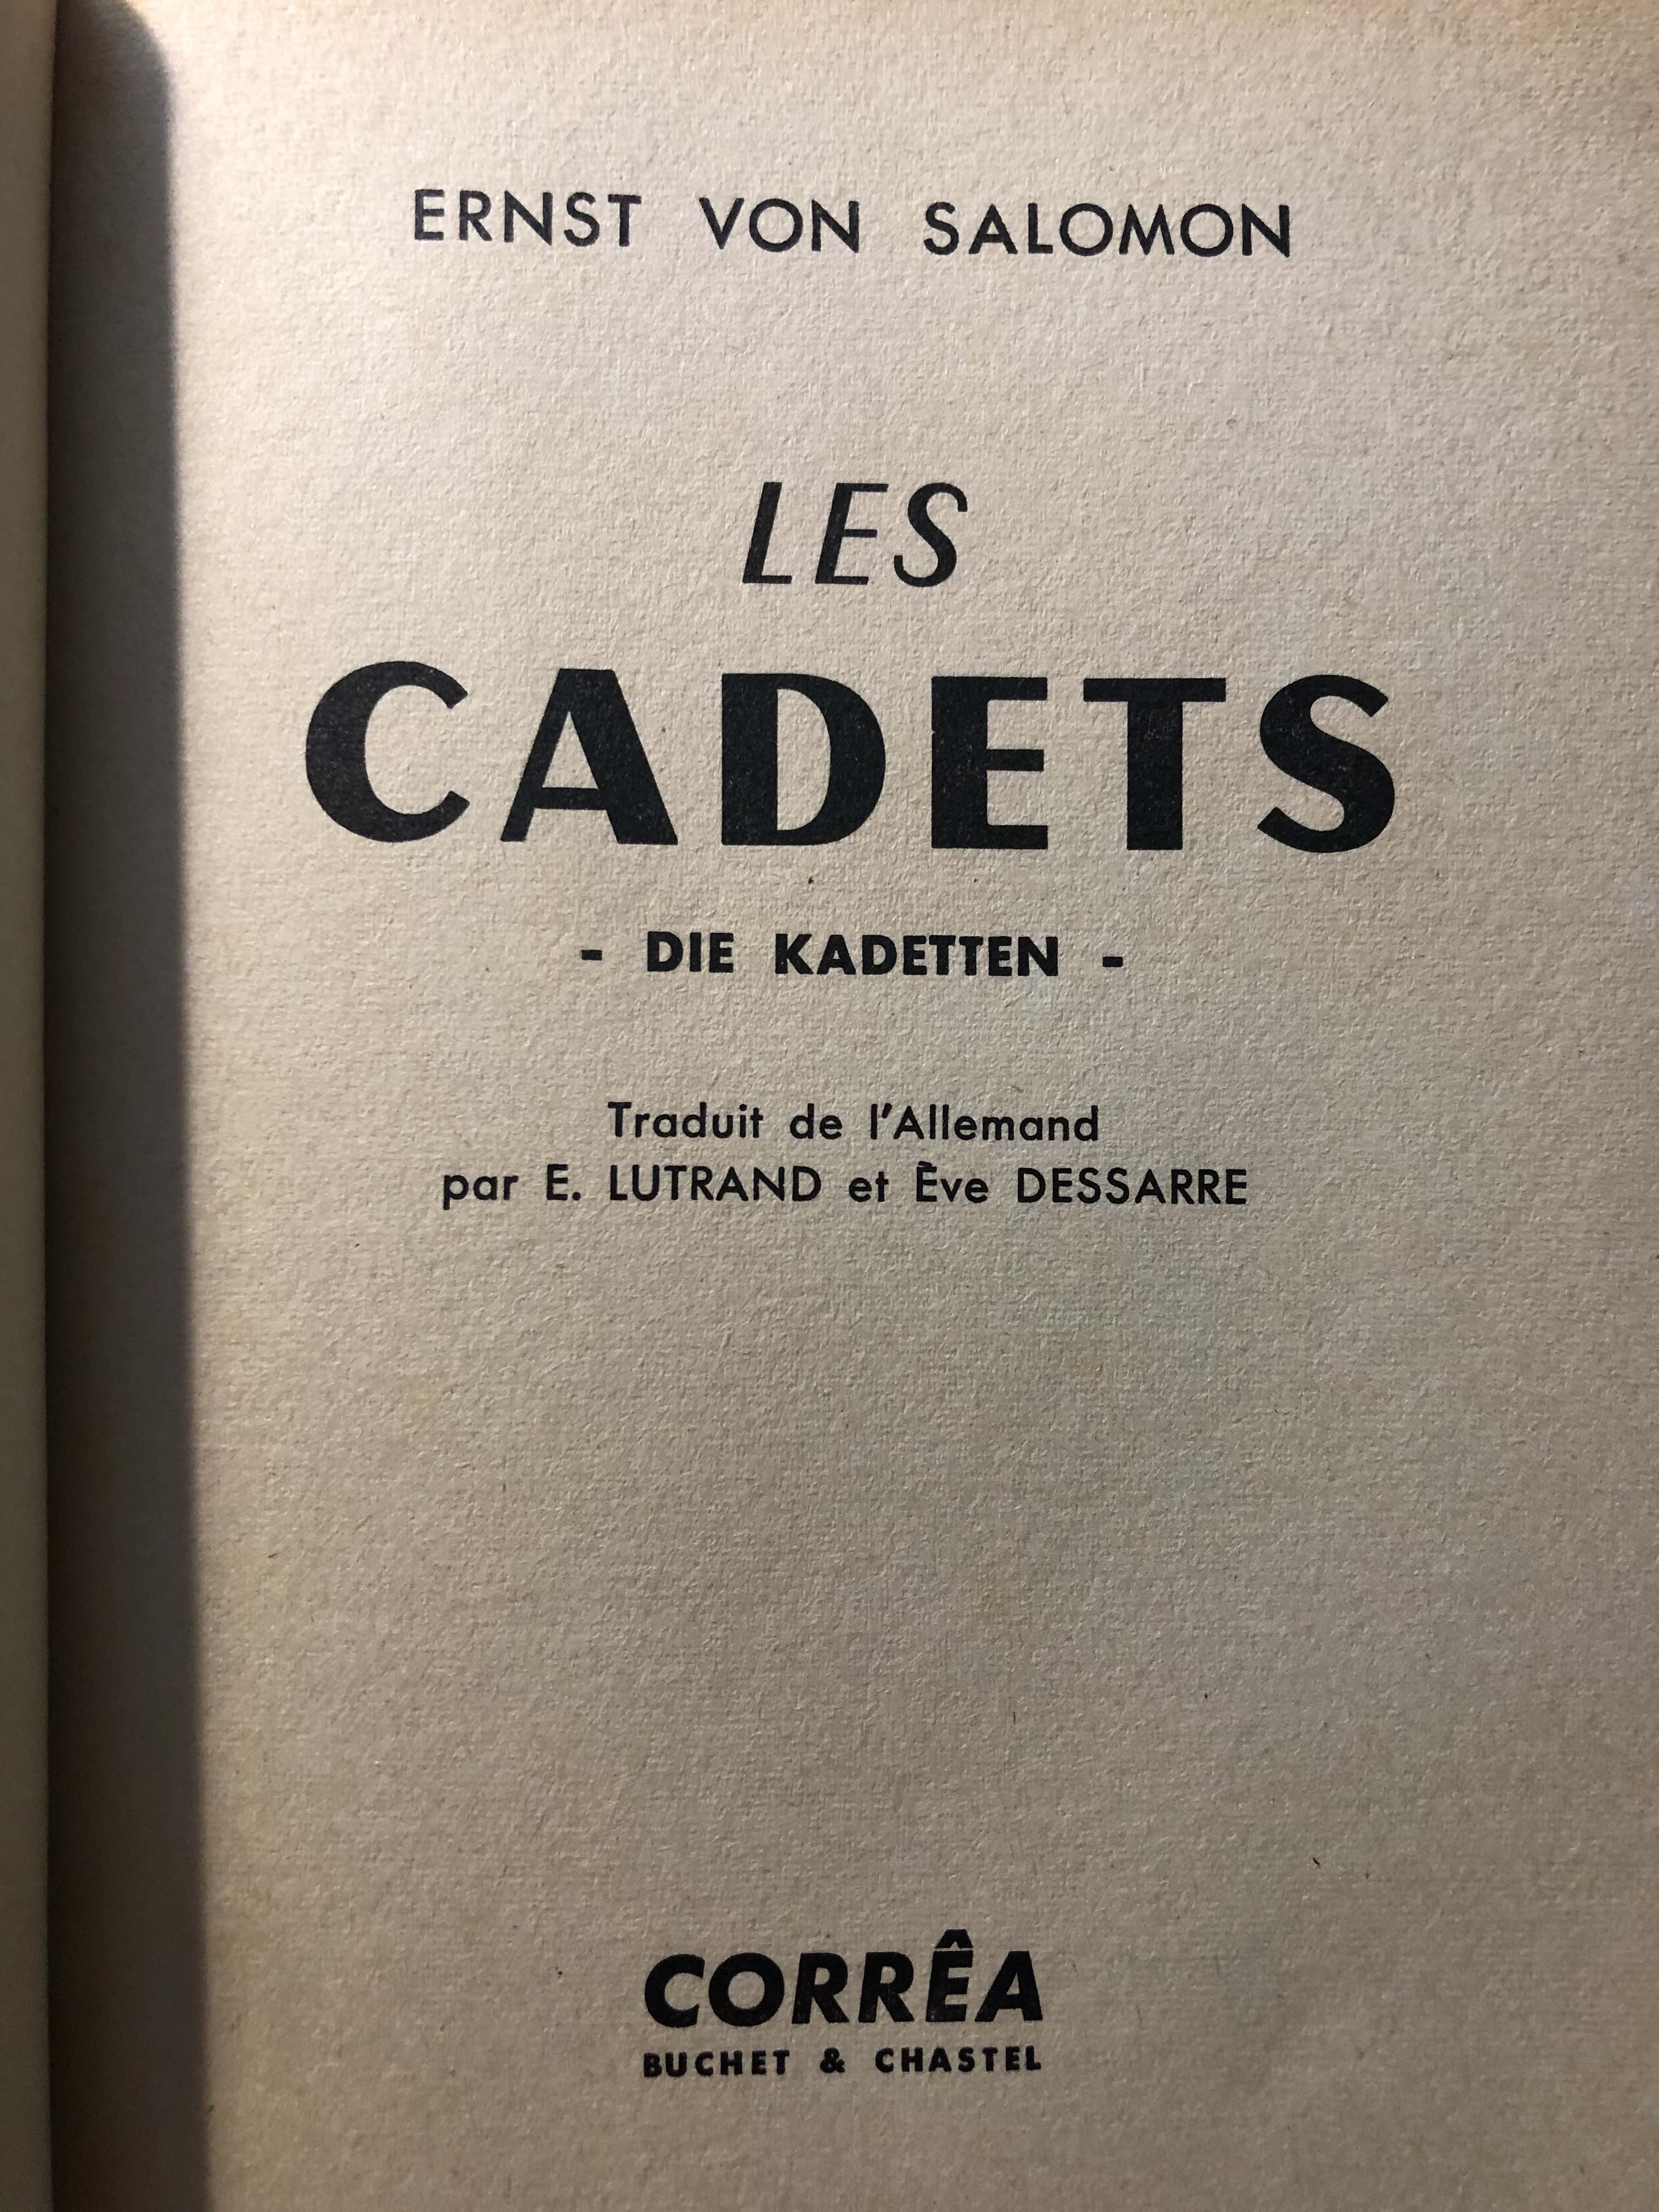 ERNST VON SALOMON
LES
CADETS
- DIE KADETTEN -
Traduit de l'Allemand
par E. LUTRAND et Ève DESSARRE
CORRÊA
BUCHET & CHASTEL